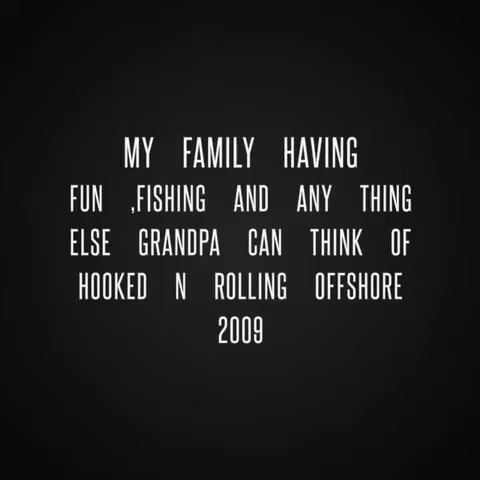 MY FAMILY HAVING
FUN ,FISHING AND ANY THING
ELSE GRANDPA CAN THINK OF
HOOKED N ROLLING OFFSHORE
2009